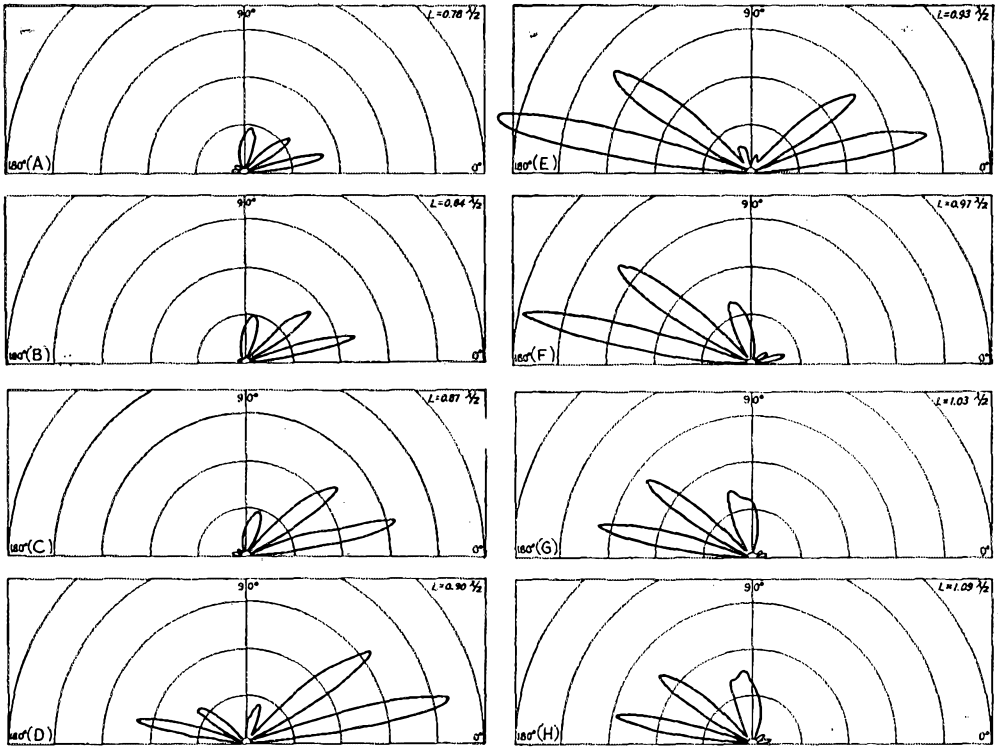 90°
L=0.78 λ/2
180° (A)
0°
90°
L=0.84 λ/2
180° (B)
0°
90°
L=0.87 λ/2
180° (C)
0°
90°
L=0.90 λ/2
180° (D)
0°
90°
L=0.93 λ/2
180° (E)
0°
90°
L=0.97 λ/2
180° (F)
0°
90°
L=1.03 λ/2
180° (G)
0°
90°
L=1.09 λ/2
180° (H)
0°